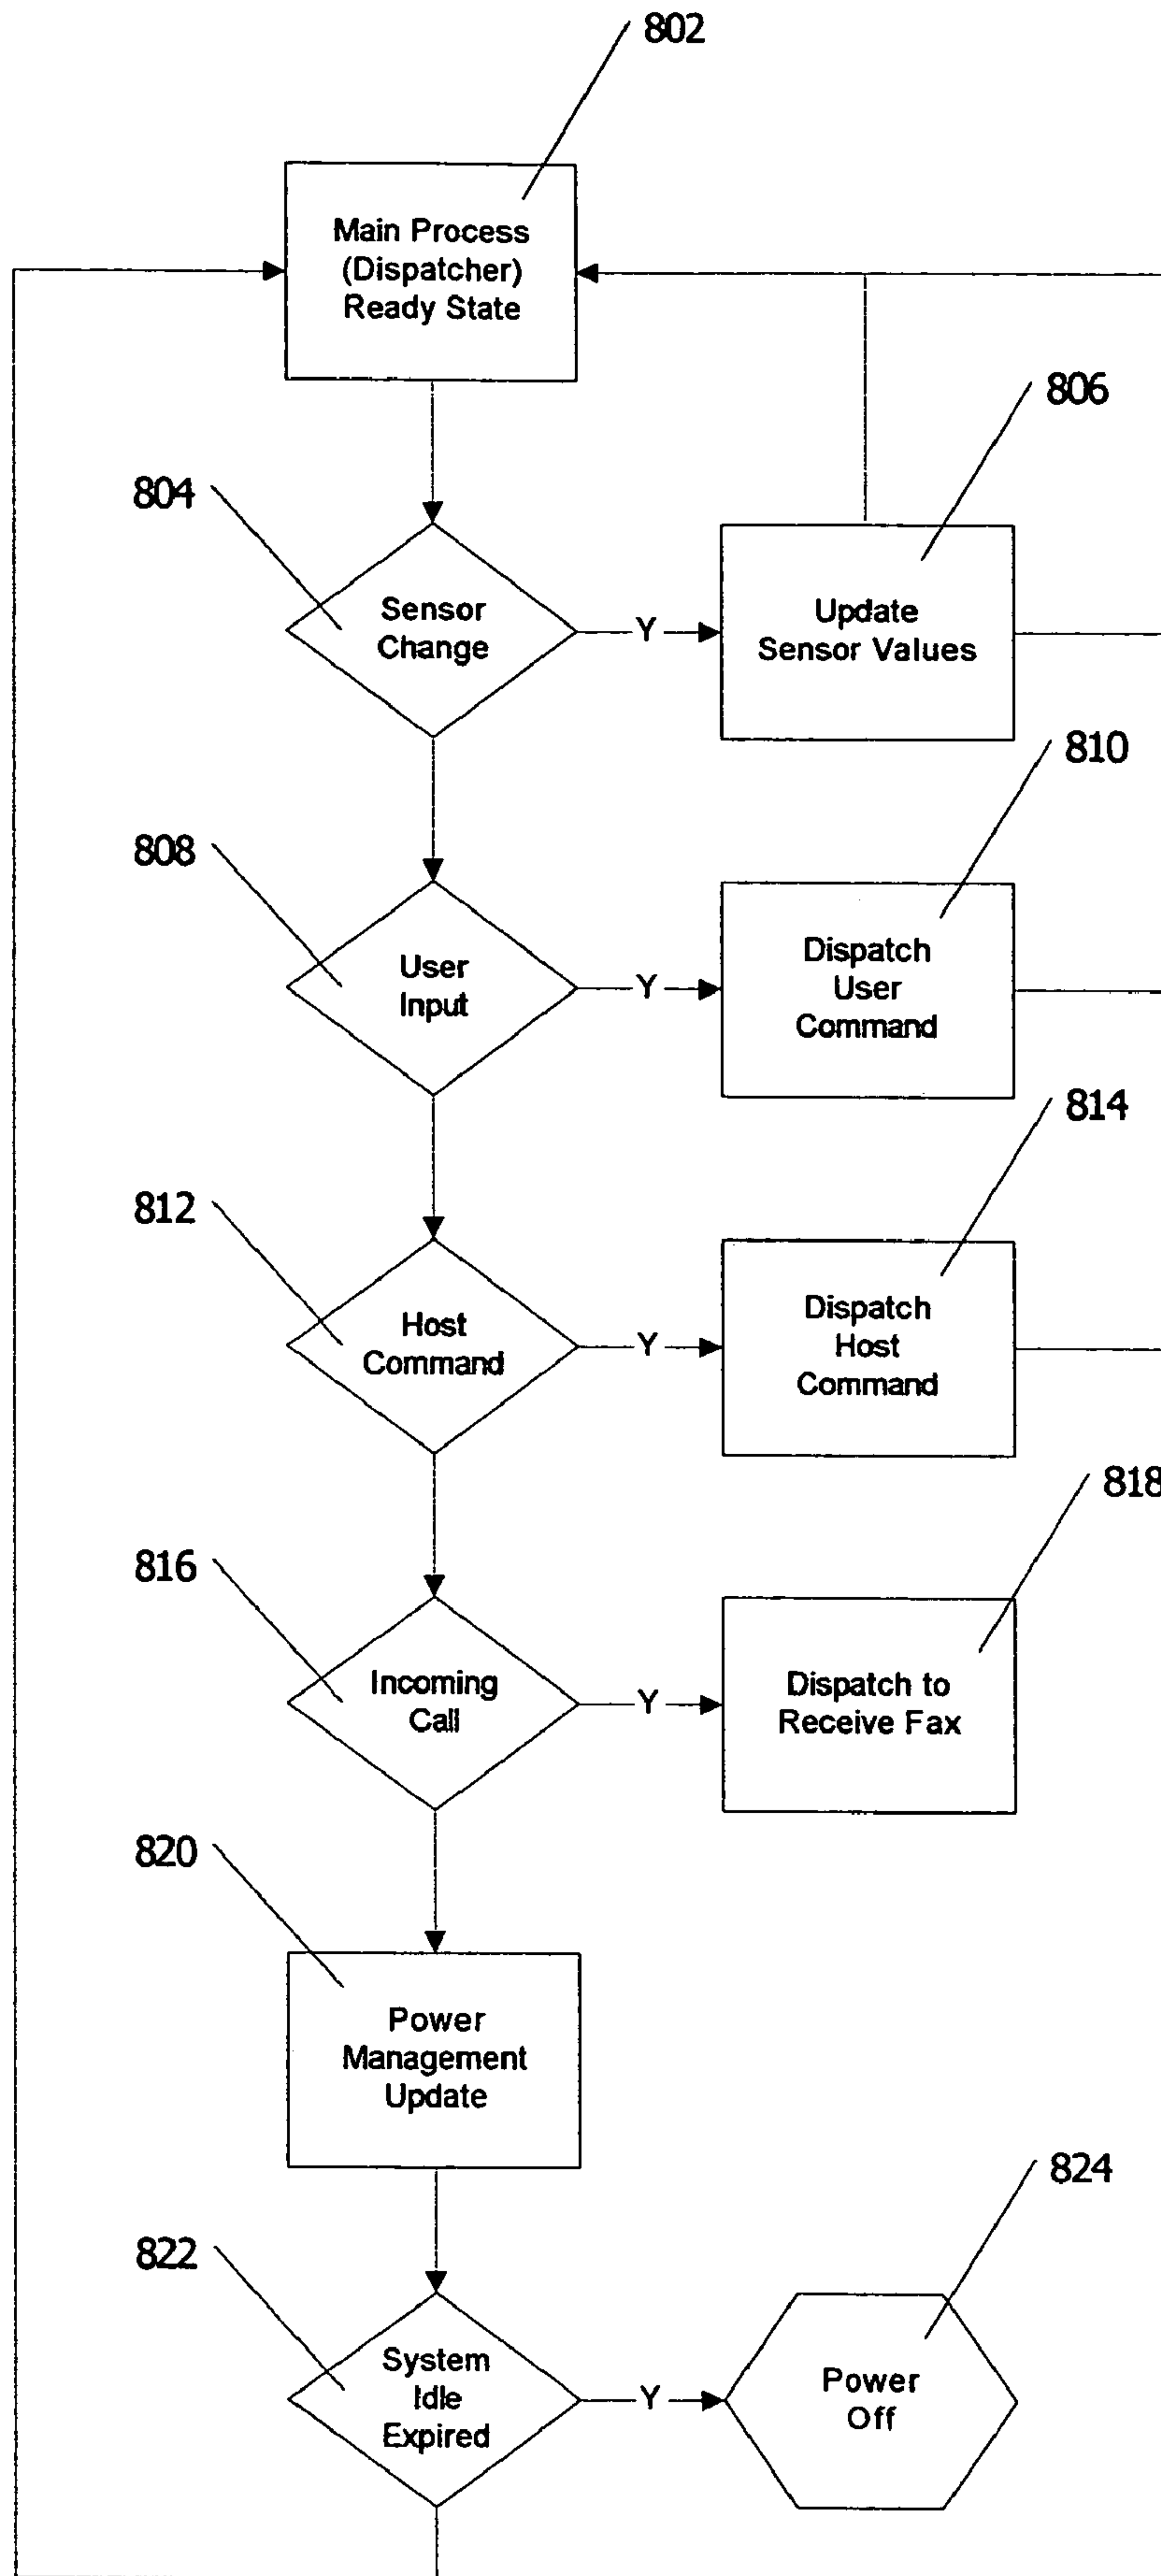 802
Main Process
(Dispatcher)
Ready State
804
Sensor
Change
Y
806
Update
Sensor Values
808
User
Input
Y
810
Dispatch
User
Command
812
Host
Command
Y
814
Dispatch
Host
Command
816
Incoming
Call
Y
818
Dispatch to
Receive Fax
820
Power
Management
Update
822
System
Idle
Expired
Y
824
Power
Off